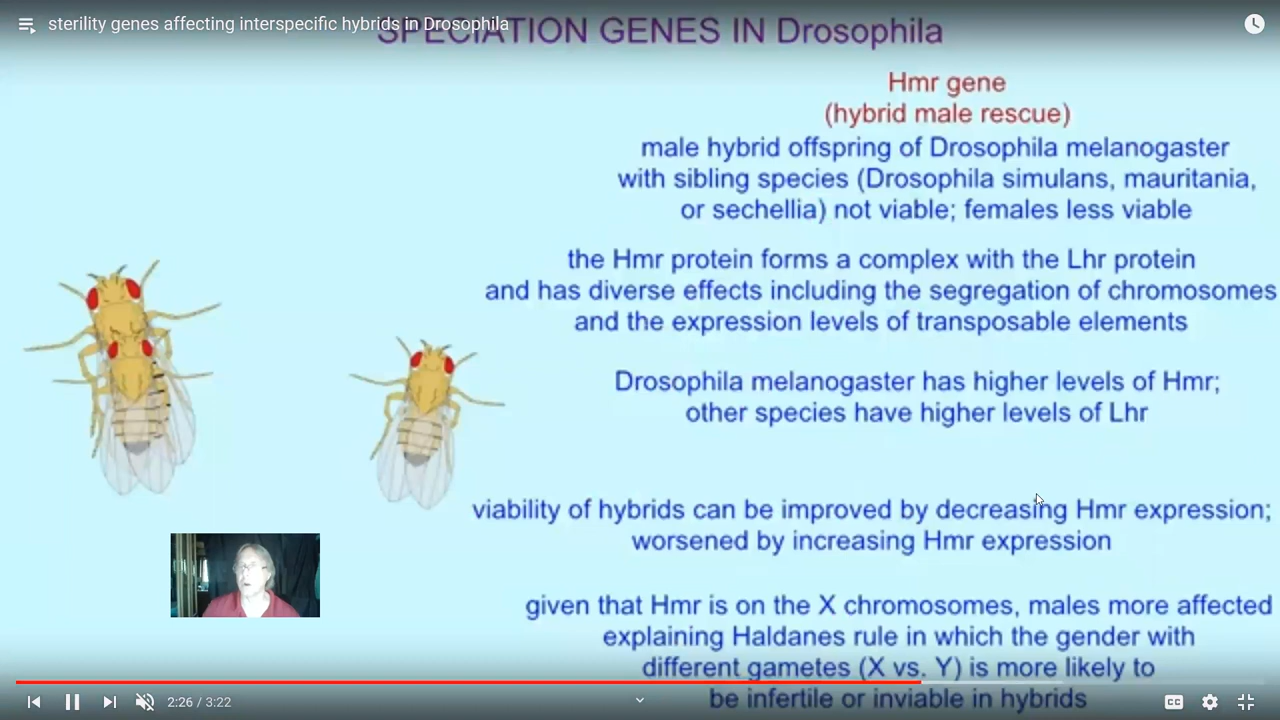 sterility genes affecting interspecific hybrids in Drosophila
SPECIATION GENES IN Drosophila
Hmr gene
(hybrid male rescue)
male hybrid offspring of Drosophila melanogaster
with sibling species (Drosophila simulans, mauritania,
or sechellia) not viable; females less viable
the Hmr protein forms a complex with the Lhr protein
and has diverse effects including the segregation of chromosomes
and the expression levels of transposable elements
Drosophila melanogaster has higher levels of Hmr;
other species have higher levels of Lhr
viability of hybrids can be improved by decreasing Hmr expression;
worsened by increasing Hmr expression
given that Hmr is on the X chromosomes, males more affected
explaining Haldanes rule in which the gender with
different gametes (X vs. Y) is more likely to
be infertile or inviable in hybrids
2:26 / 3:22
CC